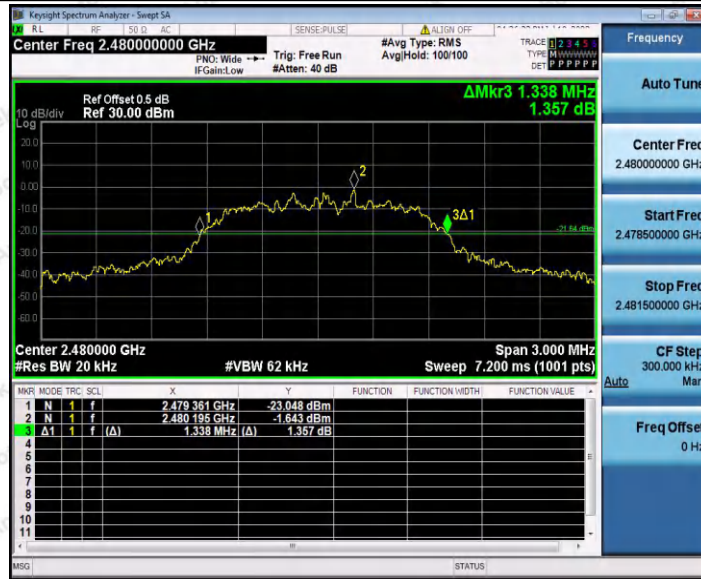 Keysight Spectrum Analyzer - Swept SA
RL RF 50 Ω AC SENSE:PULSE ALIGN OFF
Center Freq 2.480000000 GHz
PNO: Wide
IFGain:Low
Trig: Free Run
#Atten: 40 dB
#Avg Type: RMS
Avg|Hold: 100/100
TRACE 1 2 3 4 5 6
TYPE M
DET P P P P P P
Ref Offset 0.5 dB
10 dB/div Ref 30.00 dBm
Log
ΔMkr3 1.338 MHz
1.357 dB
20.0
10.0
0.00
-10.0
-20.0
-30.0
-40.0
-50.0
-60.0
1
2
3Δ1
-21.64 dBm
Center 2.480000 GHz Span 3.000 MHz
#Res BW 20 kHz #VBW 62 kHz Sweep 7.200 ms (1001 pts)
MKR MODE TRC SCL X Y FUNCTION FUNCTION WIDTH FUNCTION VALUE
1 N 1 f 2.479 361 GHz -23.048 dBm
2 N 1 f 2.480 195 GHz -1.643 dBm
3 Δ1 1 f (Δ) 1.338 MHz (Δ) 1.357 dB
4
5
6
7
8
9
10
11
MSG STATUS
Frequency
Auto Tune
Center Freq
2.480000000 GHz
Start Freq
2.478500000 GHz
Stop Freq
2.481500000 GHz
CF Step
300.000 kHz
Auto Man
Freq Offset
0 Hz